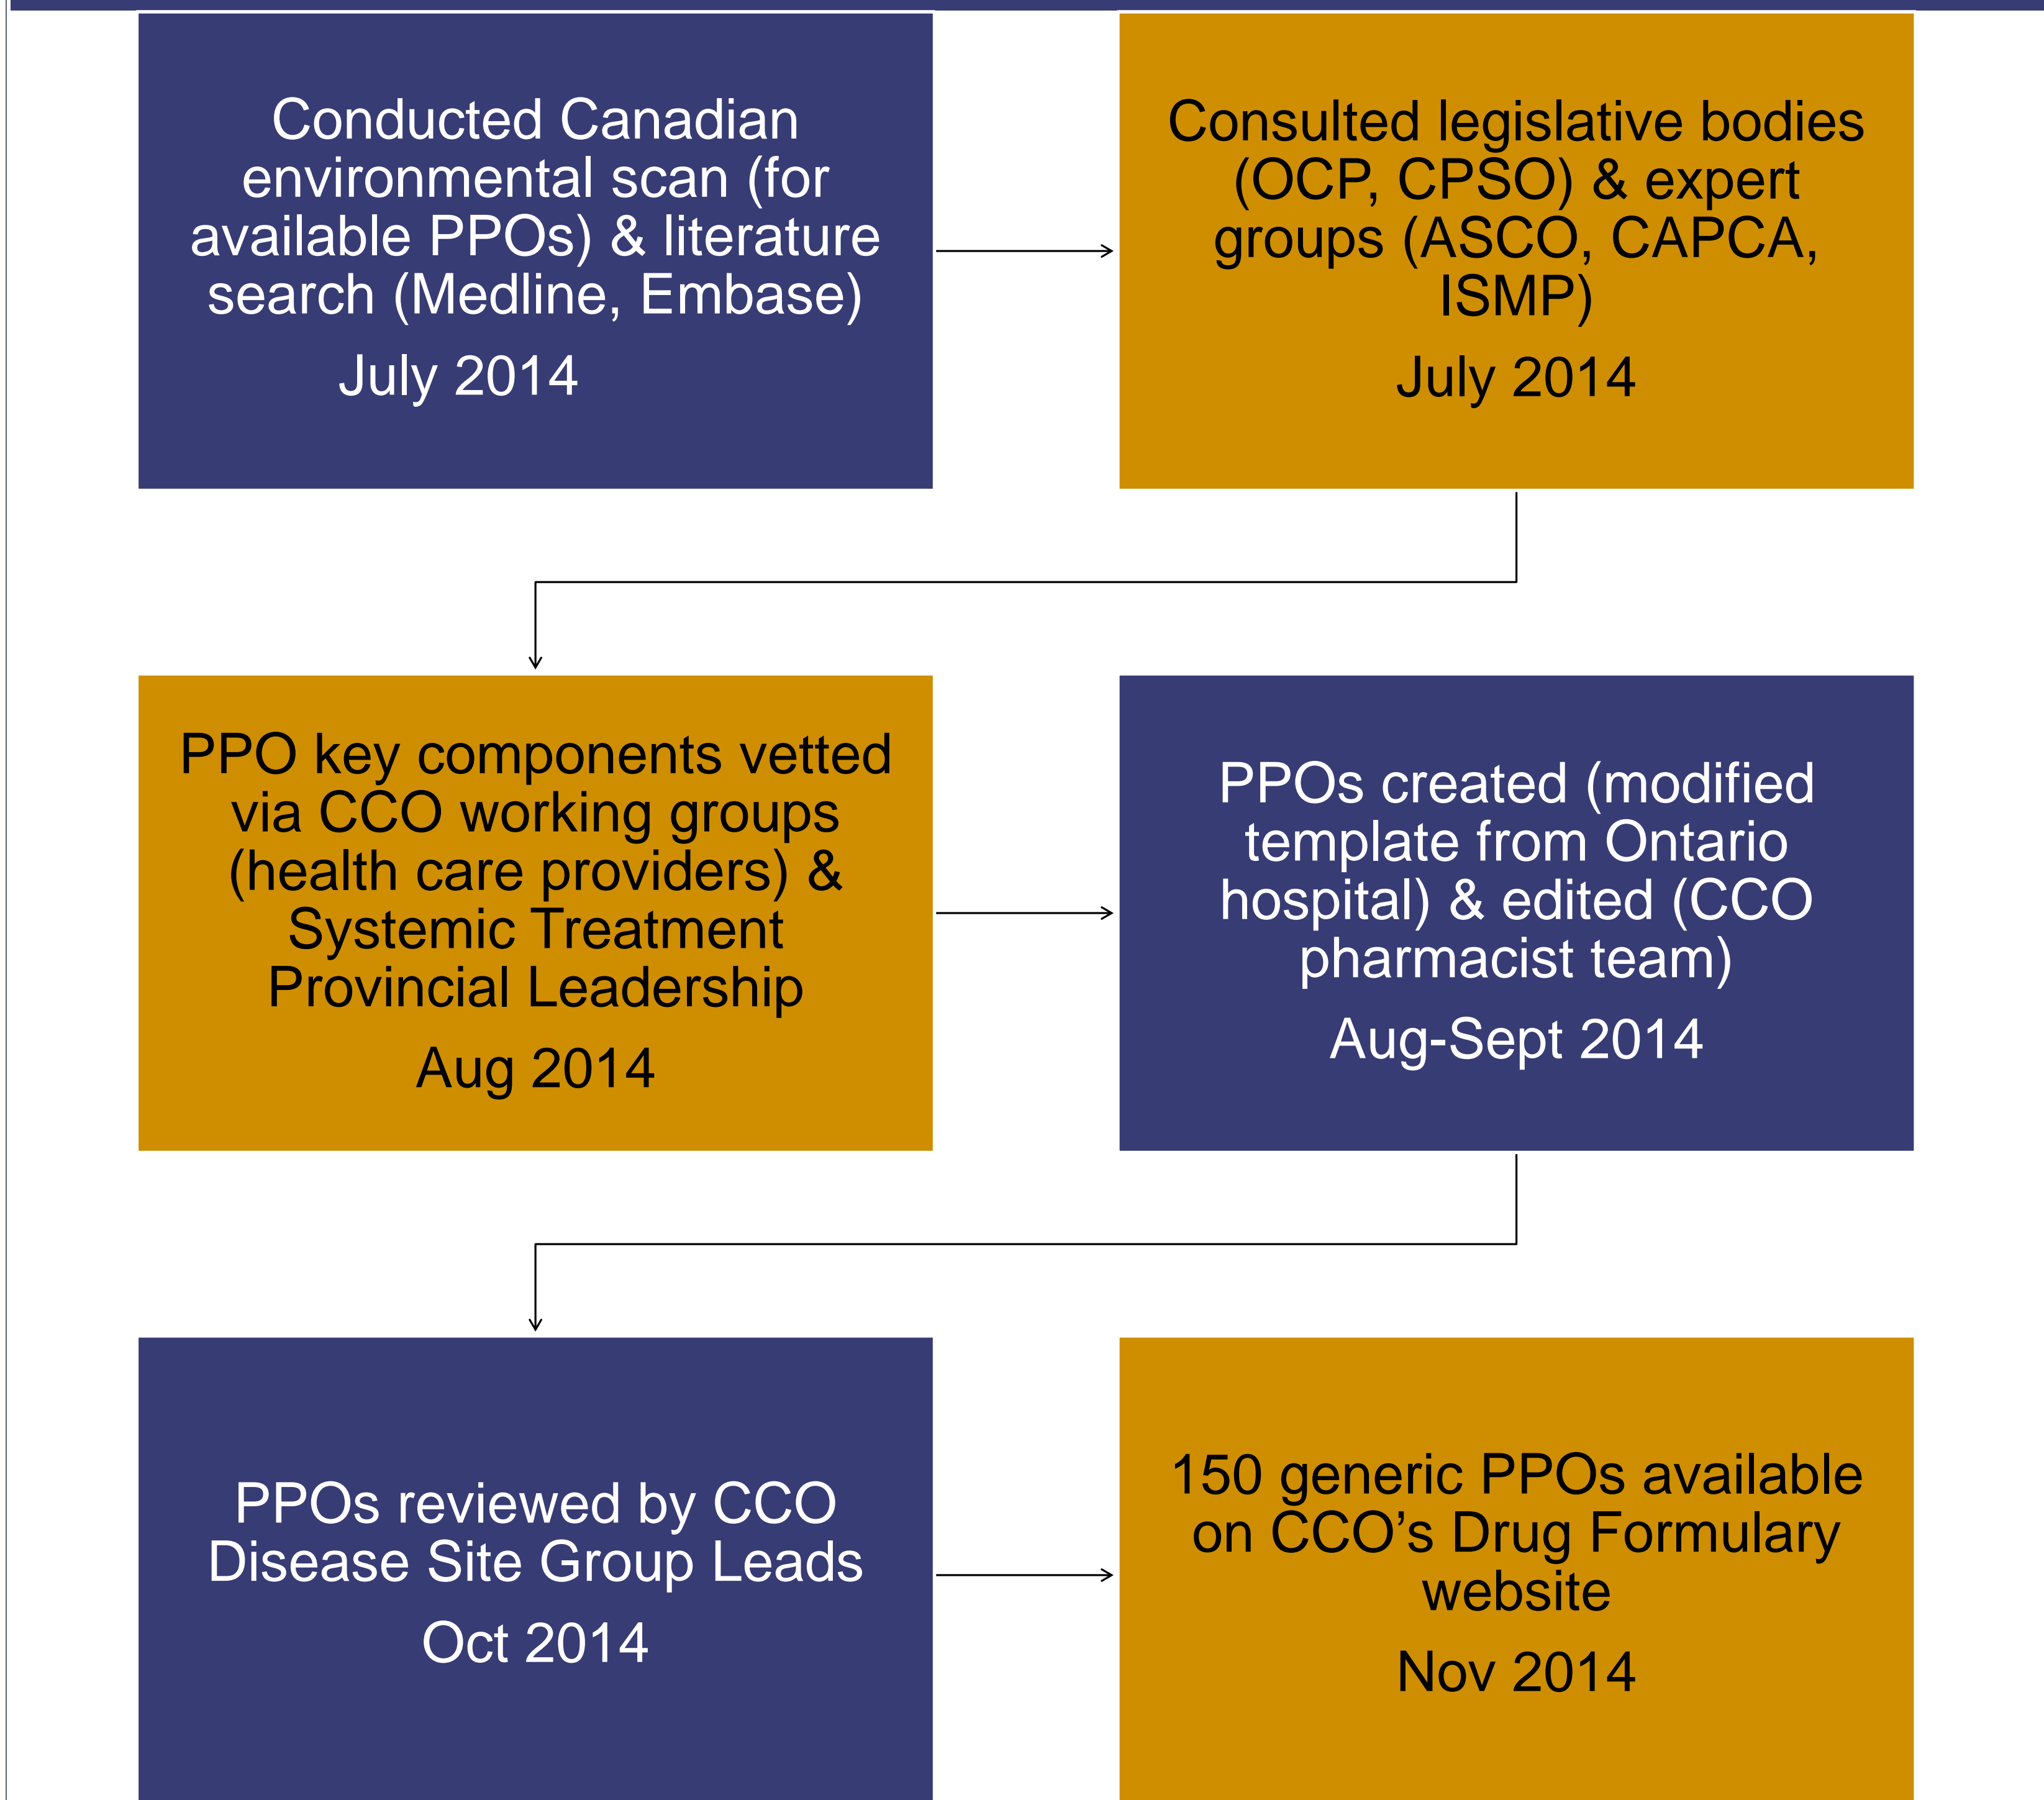 Conducted Canadian
environmental scan (for
available PPOs) & literature
search (Medline, Embase)
July 2014
Consulted legislative bodies
(OCP, CPSO) & expert
groups (ASCO, CAPCA,
ISMP)
July 2014
PPO key components vetted
via CCO working groups
(health care providers) &
Systemic Treatment
Provincial Leadership
Aug 2014
PPOs created (modified
template from Ontario
hospital) & edited (CCO
pharmacist team)
Aug-Sept 2014
PPOs reviewed by CCO
Disease Site Group Leads
Oct 2014
150 generic PPOs available
on CCO’s Drug Formulary
website
Nov 2014